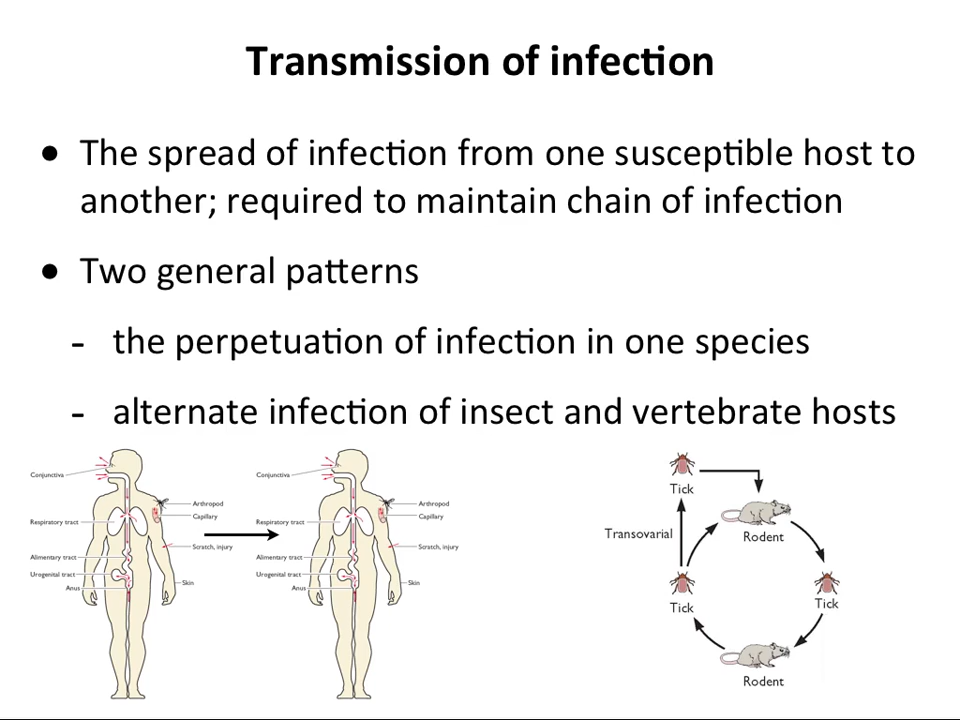 Transmission of infection
• The spread of infection from one susceptible host to
another; required to maintain chain of infection
• Two general patterns
- the perpetuation of infection in one species
- alternate infection of insect and vertebrate hosts
Conjunctiva
Arthropod
Capillary
Respiratory tract
Scratch, injury
Alimentary tract
Urogenital tract
Skin
Anus
Conjunctiva
Arthropod
Capillary
Respiratory tract
Scratch, injury
Alimentary tract
Urogenital tract
Skin
Anus
Tick
Transovarial
Rodent
Tick
Tick
Rodent